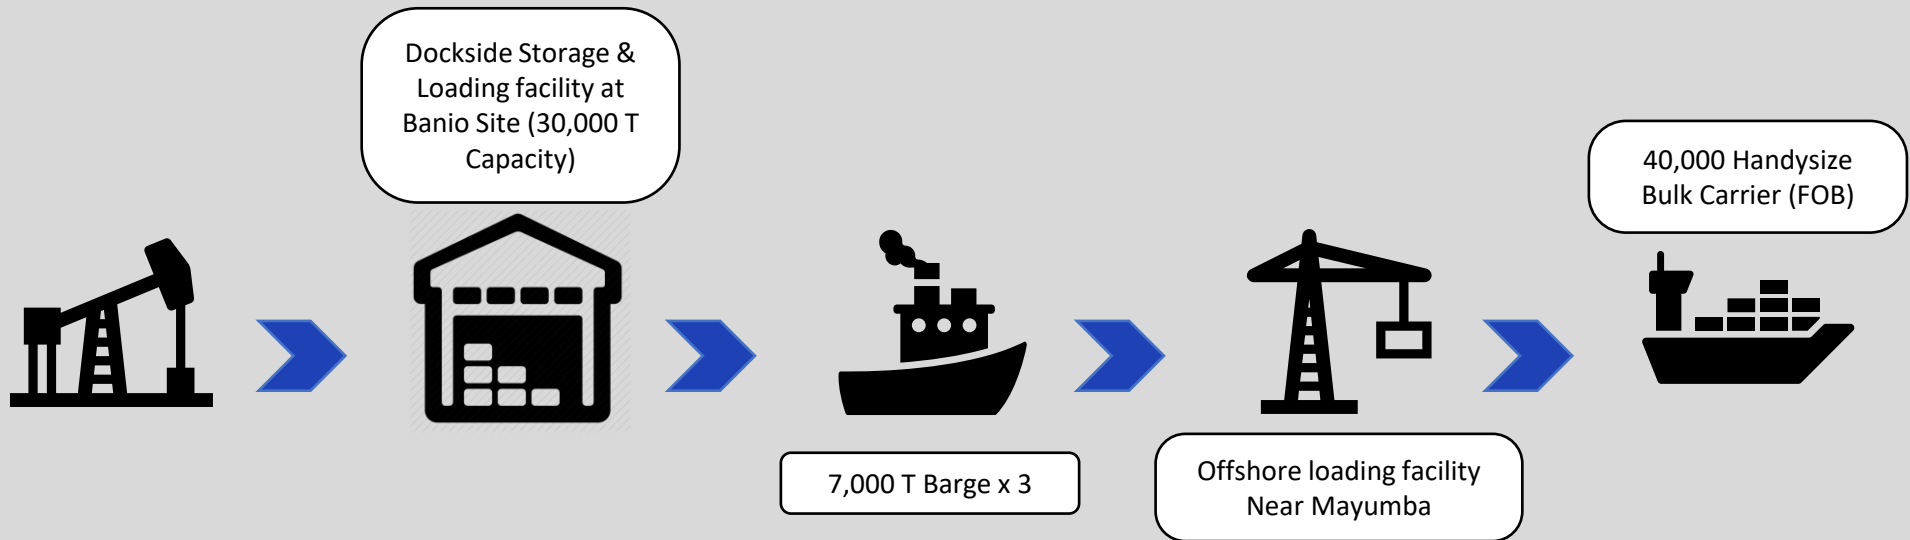 Dockside Storage &
Loading facility at
Banio Site (30,000 T
Capacity)
7,000 T Barge x 3
Offshore loading facility
Near Mayumba
40,000 Handysize
Bulk Carrier (FOB)